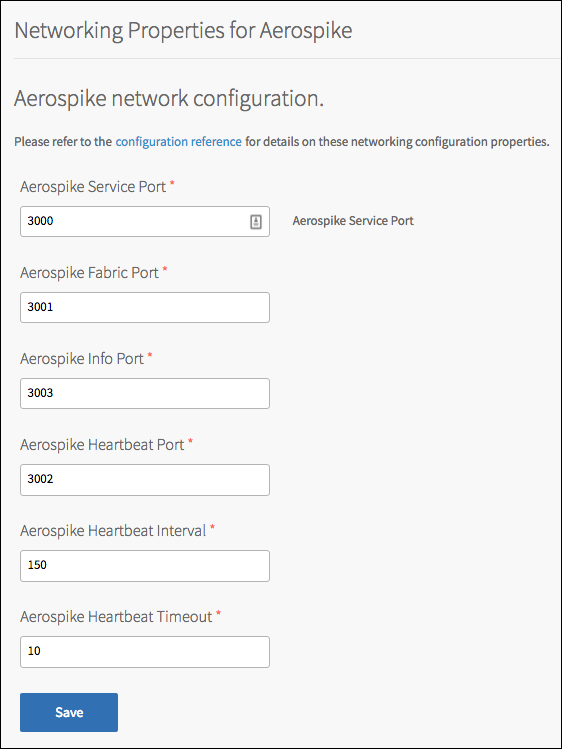 Networking Properties for Aerospike
Aerospike network configuration.
Please refer to the configuration reference for details on these networking configuration properties.
Aerospike Service Port *
3000
Aerospike Service Port
Aerospike Fabric Port *
3001
Aerospike Info Port *
3003
Aerospike Heartbeat Port *
3002
Aerospike Heartbeat Interval *
150
Aerospike Heartbeat Timeout *
10
Save